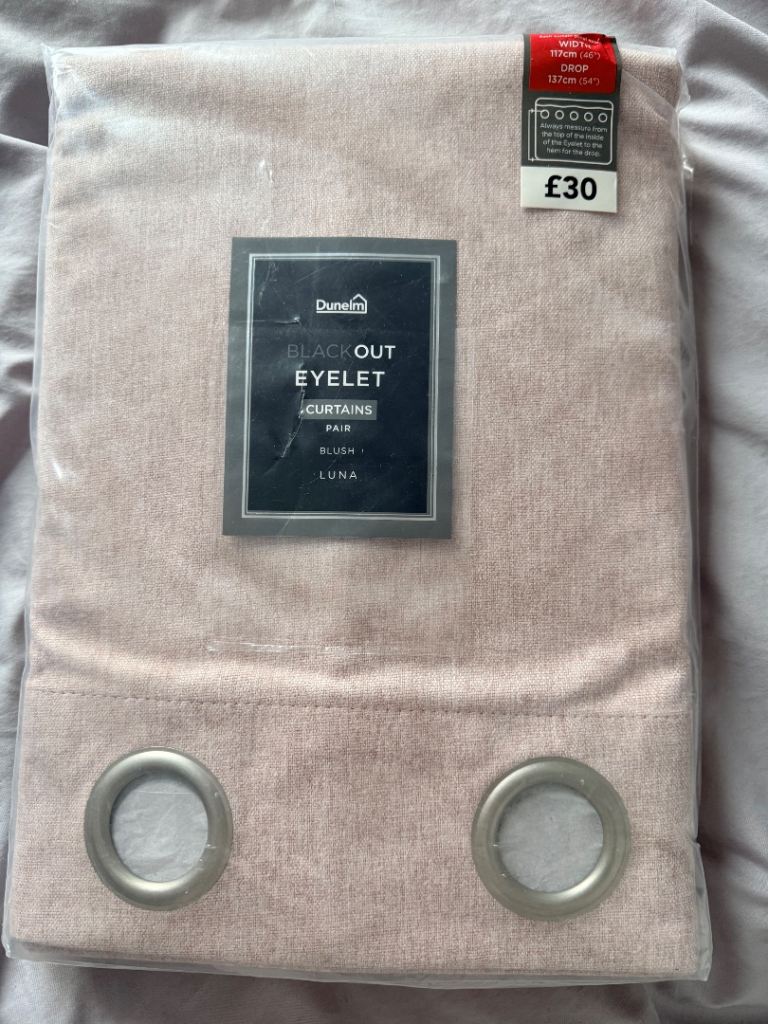 WIDTH
117cm (46")
DROP
137cm (54")
Always measure from
the top of the inside
of the Eyelet to the
hem for the drop.
£30
Dunelm
BLACKOUT
EYELET
CURTAINS
PAIR
BLUSH
LUNA